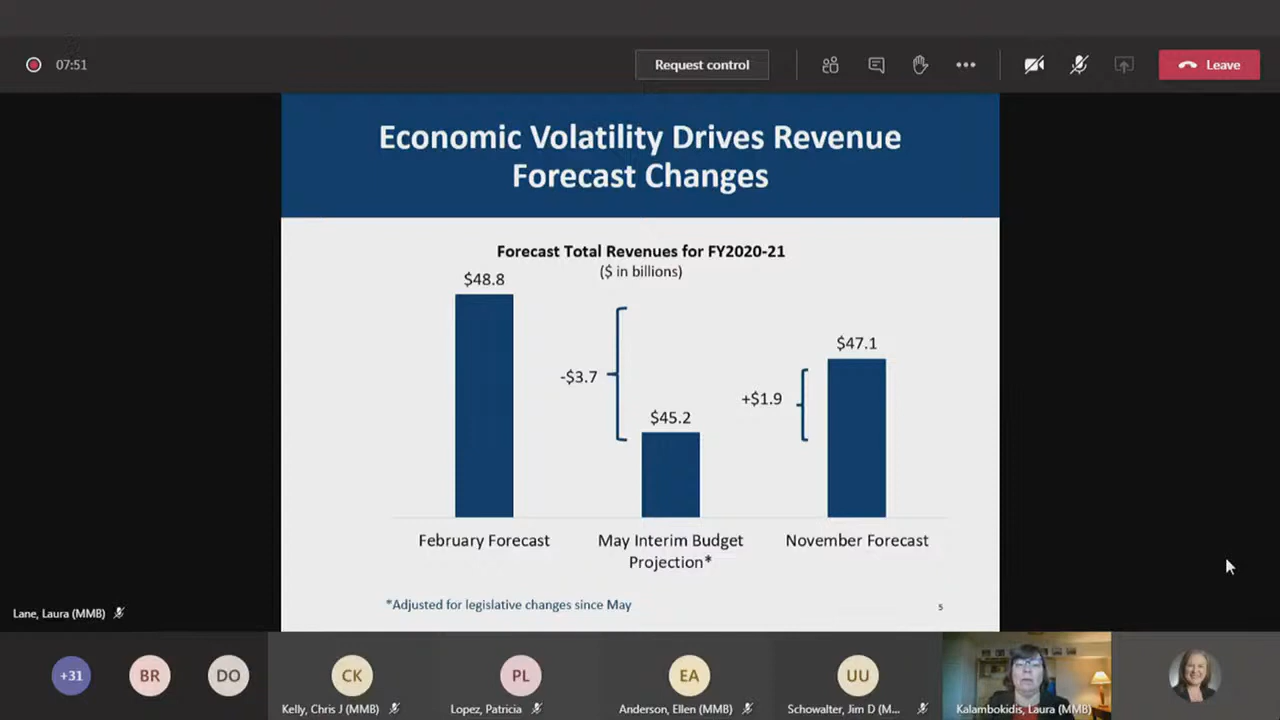 07:51
Request control
Leave
Economic Volatility Drives Revenue
Forecast Changes
Forecast Total Revenues for FY2020-21
($ in billions)
$48.8
-$3.7
$45.2
+$1.9
$47.1
February Forecast
May Interim Budget
Projection*
November Forecast
*Adjusted for legislative changes since May
5
Lane, Laura (MMB)
+31
BR
DO
CK
Kelly, Chris J (MMB)
PL
Lopez, Patricia
EA
Anderson, Ellen (MMB)
UU
Schowalter, Jim D (M...
Kalambokidis, Laura (MMB)